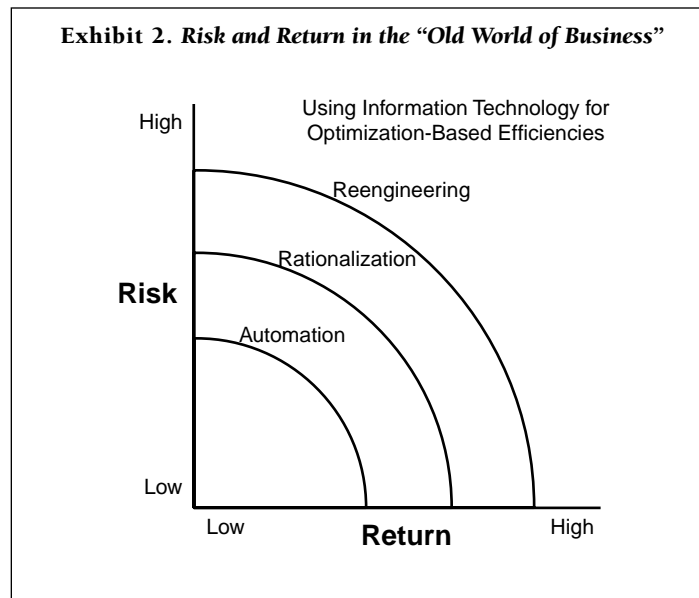 Exhibit 2. Risk and Return in the “Old World of Business”
Using Information Technology for
Optimization-Based Efficiencies
High
Reengineering
Rationalization
Risk
Automation
Low
Low
Return
High